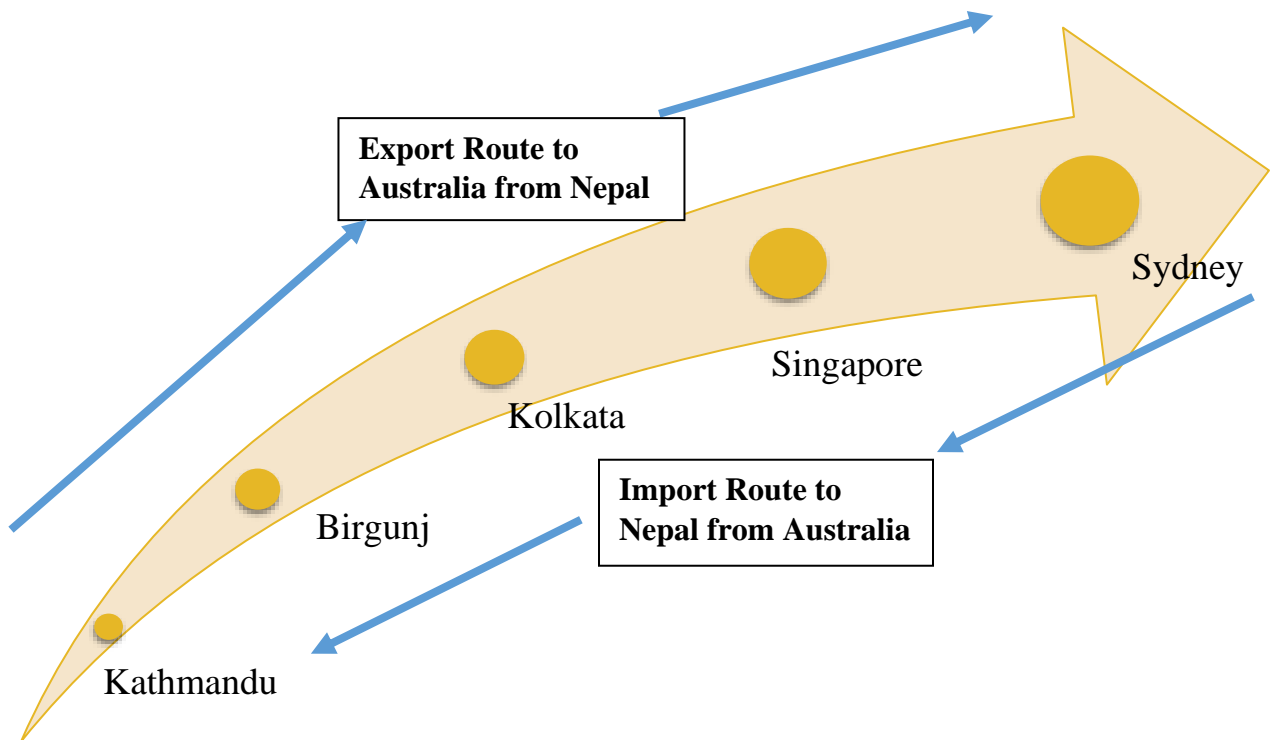 Export Route to
Australia from Nepal
Sydney
Singapore
Kolkata
Import Route to
Nepal from Australia
Birgunj
Kathmandu